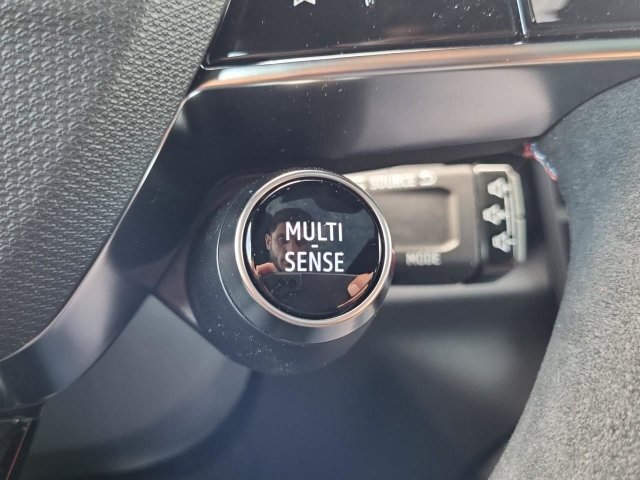 MULTI
-
SENSE
SOURCE
MODE